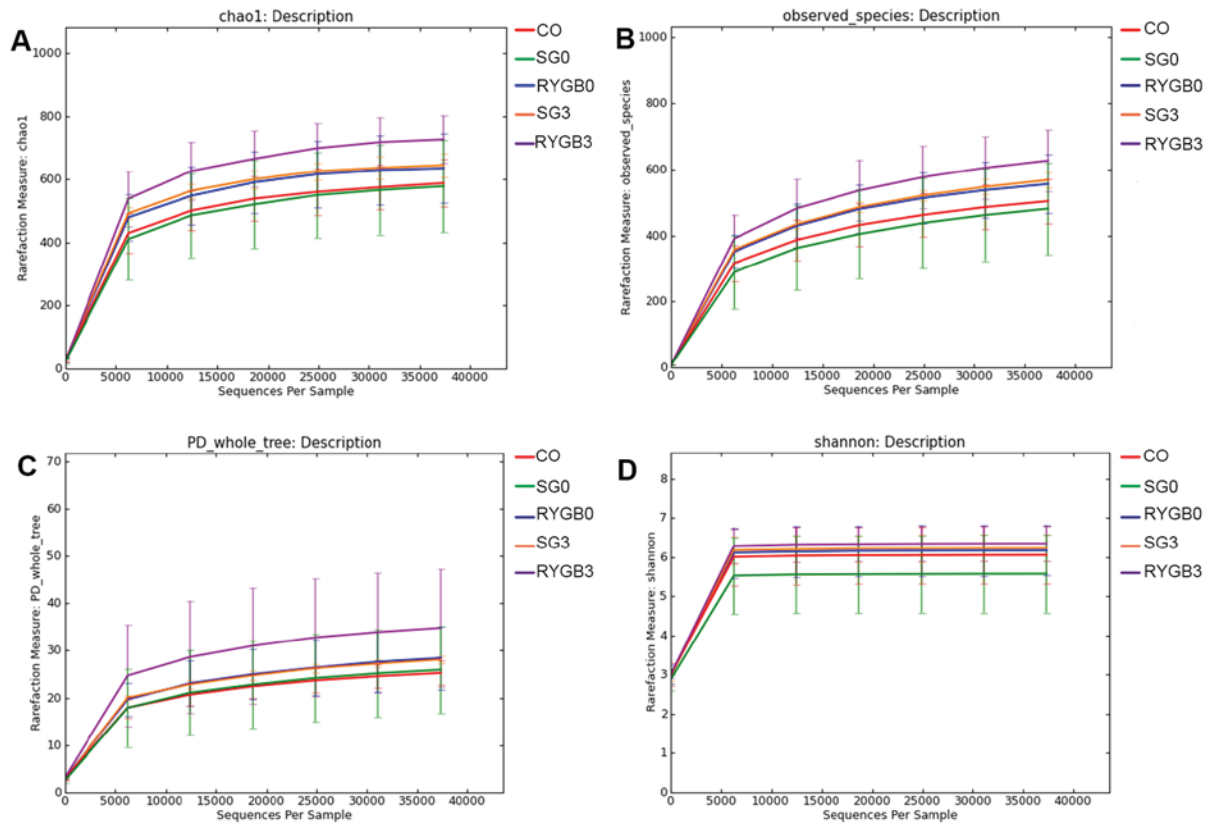 A
chao1: Description
Rarefaction Measure: chao1
1000
800
600
400
200
0
0 5000 10000 15000 20000 25000 30000 35000 40000
Sequences Per Sample
CO
SG0
RYGB0
SG3
RYGB3
B
observed_species: Description
Rarefaction Measure: observed_species
1000
800
600
400
200
0
0 5000 10000 15000 20000 25000 30000 35000 40000
Sequences Per Sample
CO
SG0
RYGB0
SG3
RYGB3
C
PD_whole_tree: Description
Rarefaction Measure: PD_whole_tree
70
60
50
40
30
20
10
0
0 5000 10000 15000 20000 25000 30000 35000 40000
Sequences Per Sample
CO
SG0
RYGB0
SG3
RYGB3
D
shannon: Description
Rarefaction Measure: shannon
8
7
6
5
4
3
2
1
0
0 5000 10000 15000 20000 25000 30000 35000 40000
Sequences Per Sample
CO
SG0
RYGB0
SG3
RYGB3